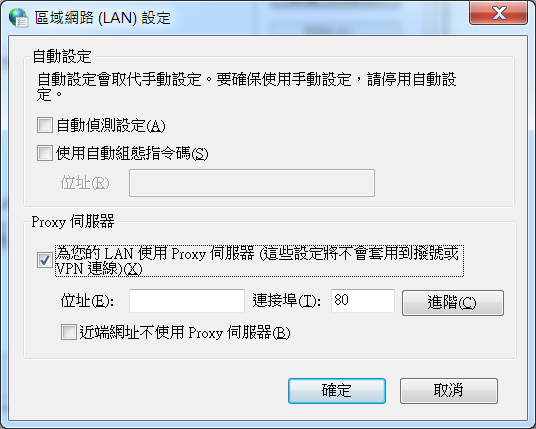 區域網路 (LAN) 設定
自動設定
自動設定會取代手動設定。要確保使用手動設定，請停用自動設
定。
自動偵測設定(A)
使用自動組態指令碼(S)
位址(R)
Proxy 伺服器
為您的 LAN 使用 Proxy 伺服器 (這些設定將不會套用到撥號或
VPN 連線)(X)
位址(E): 連接埠(T): 80 進階(C)
近端網址不使用 Proxy 伺服器(B)
確定 取消